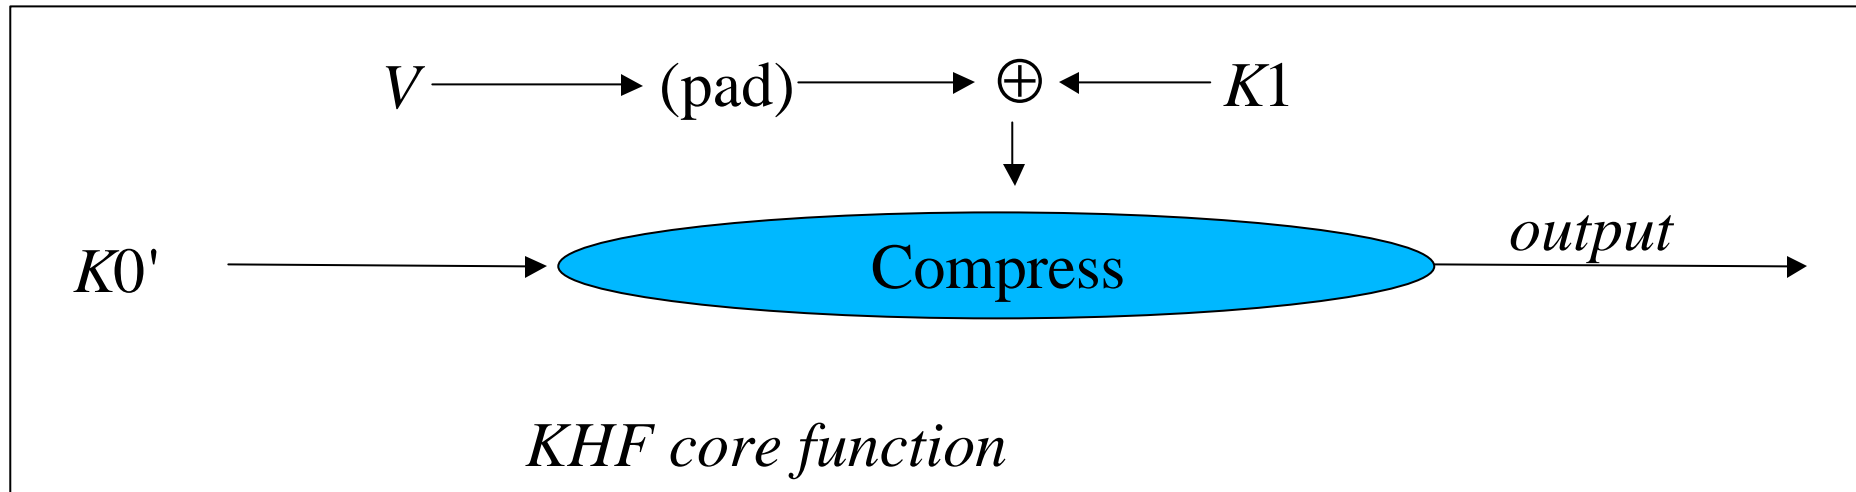 V (pad) ⊕ K1
K0' Compress output
KHF core function